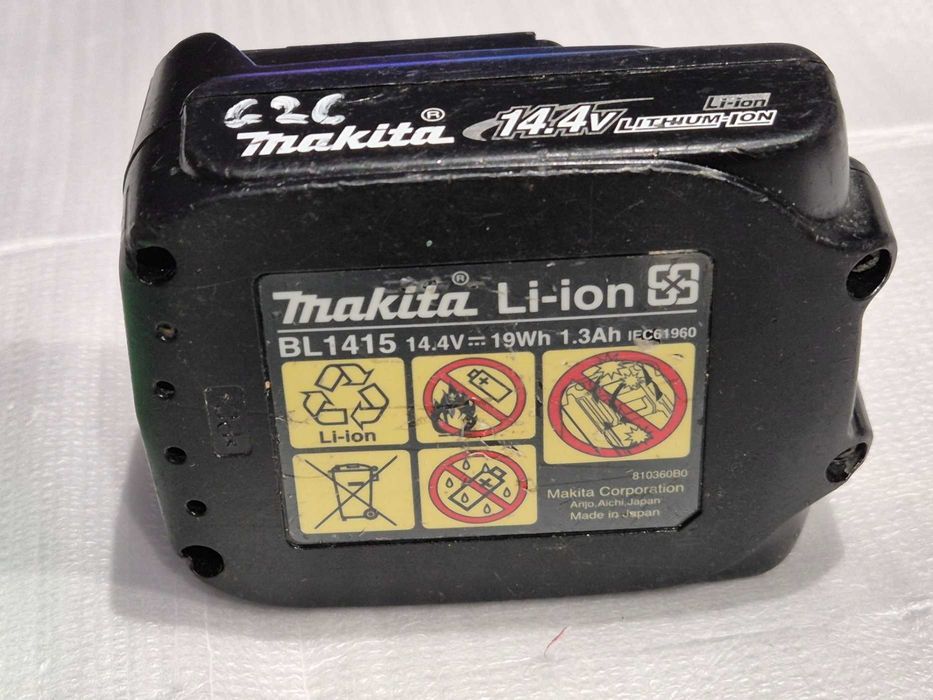 G26
makita® 14.4V Li-ion LITHIUM-ION
makita® Li-ion
BL1415 14.4V 19Wh 1.3Ah IEC61960
Li-ion
810360B0
Makita Corporation
Anjo, Aichi, Japan
Made in Japan